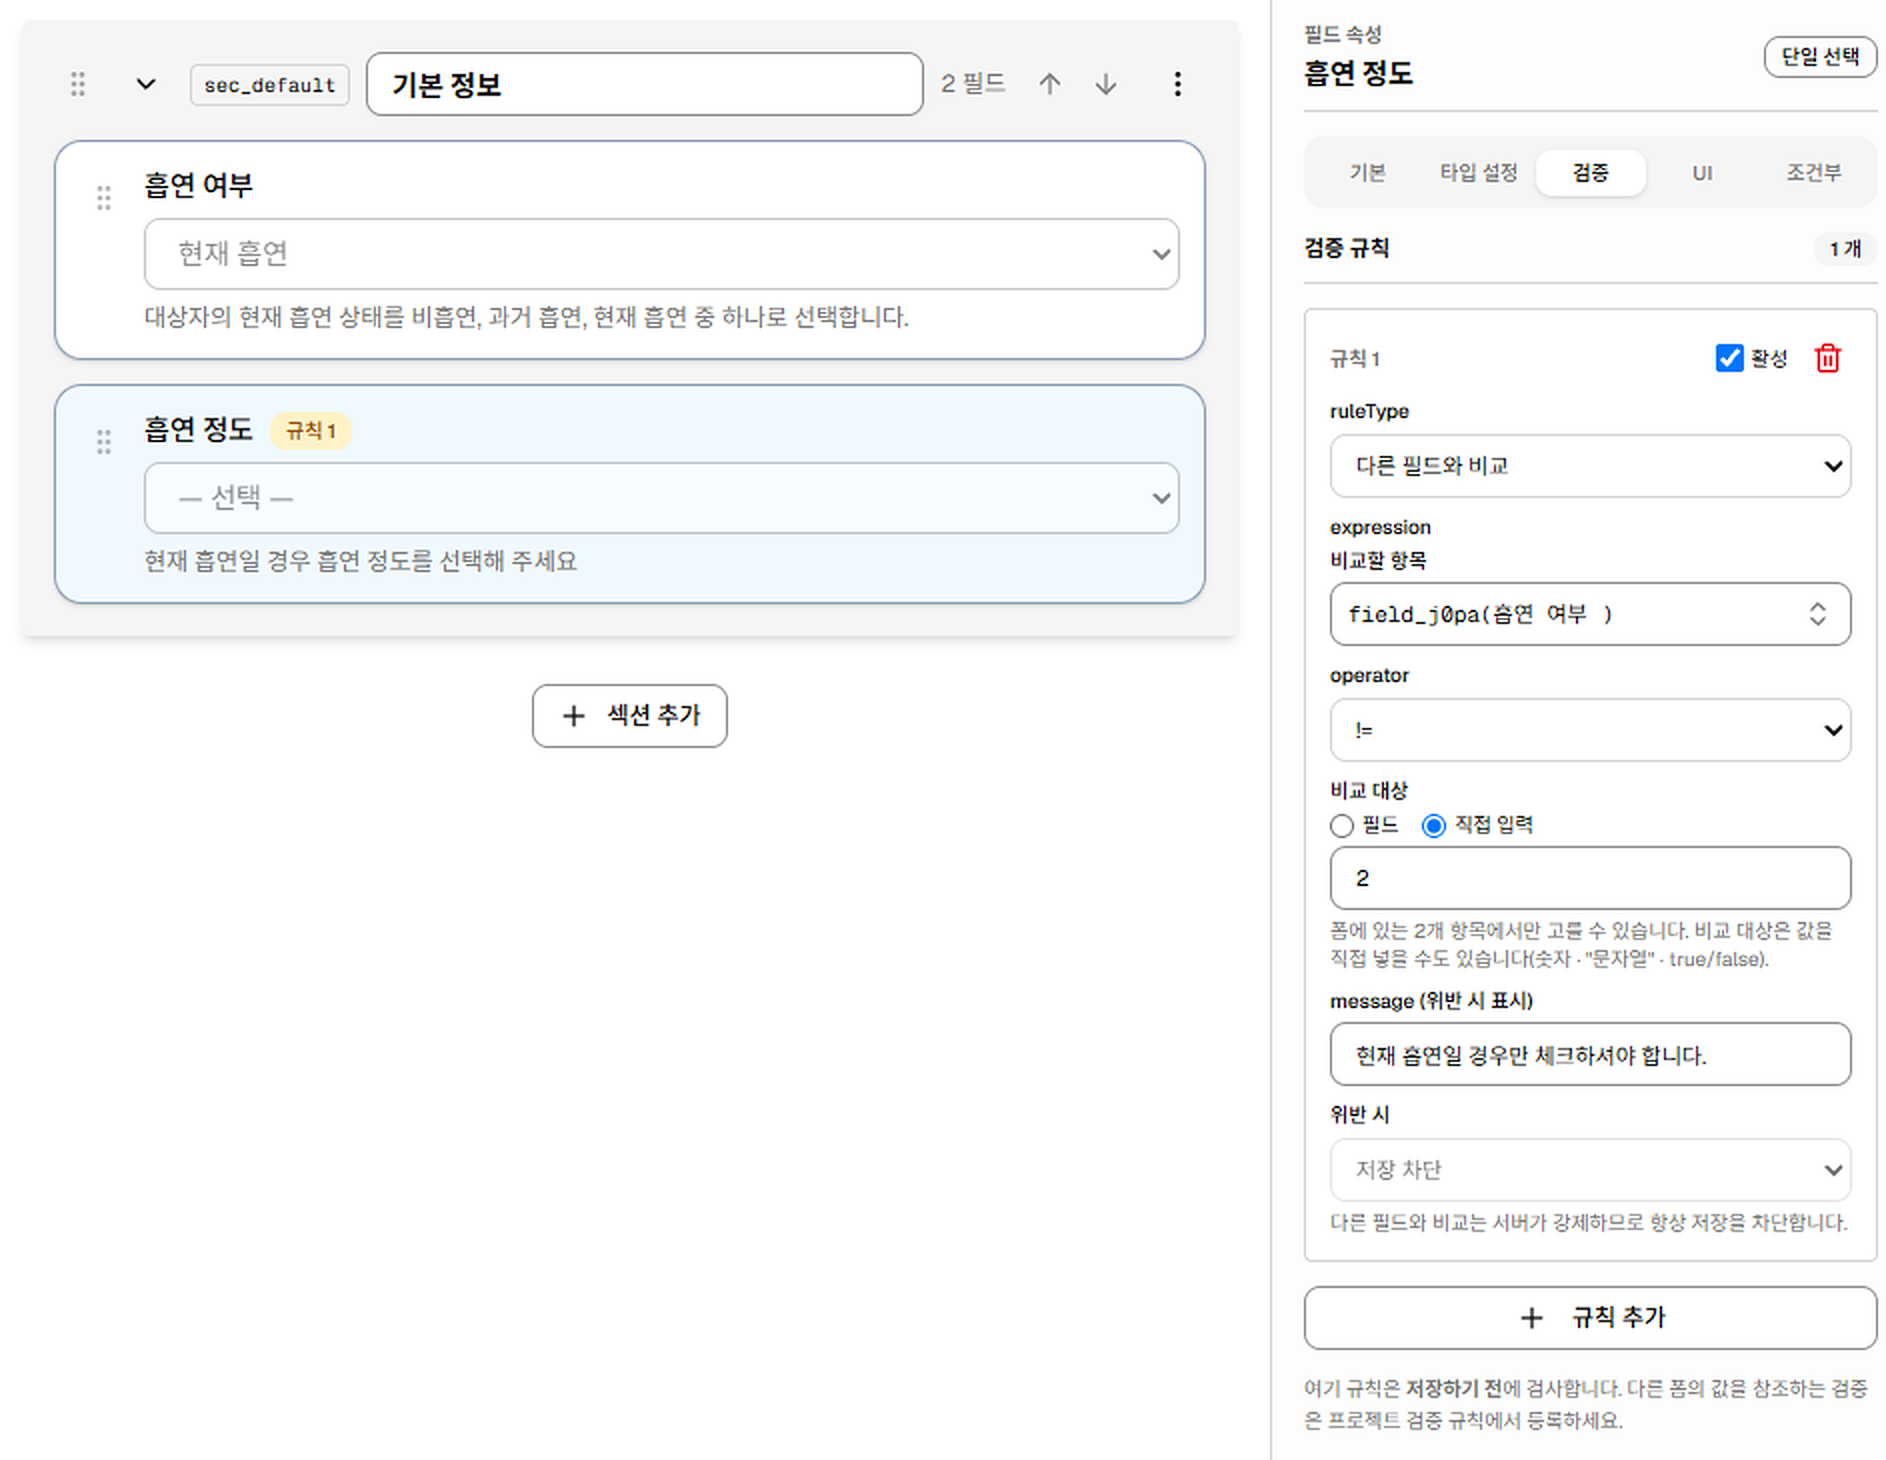 sec_default
기본 정보
2 필드
흡연 여부
현재 흡연
대상자의 현재 흡연 상태를 비흡연, 과거 흡연, 현재 흡연 중 하나로 선택합니다.
흡연 정도 규칙 1
— 선택 —
현재 흡연일 경우 흡연 정도를 선택해 주세요
섹션 추가
필드 속성
흡연 정도
단일 선택
기본 타입 설정 검증 UI 조건부
검증 규칙 1 개
규칙 1 활성
ruleType
다른 필드와 비교
expression
비교할 항목
field_j0pa(흡연 여부 )
operator
!=
비교 대상
필드 직접 입력
2
폼에 있는 2개 항목에서만 고를 수 있습니다. 비교 대상은 값을
직접 넣을 수도 있습니다(숫자 · "문자열" · true/false).
message (위반 시 표시)
현재 흡연일 경우만 체크하셔야 합니다.
위반 시
저장 차단
다른 필드와 비교는 서버가 강제하므로 항상 저장을 차단합니다.
규칙 추가
여기 규칙은 저장하기 전에 검사합니다. 다른 폼의 값을 참조하는 검증
은 프로젝트 검증 규칙에서 등록하세요.